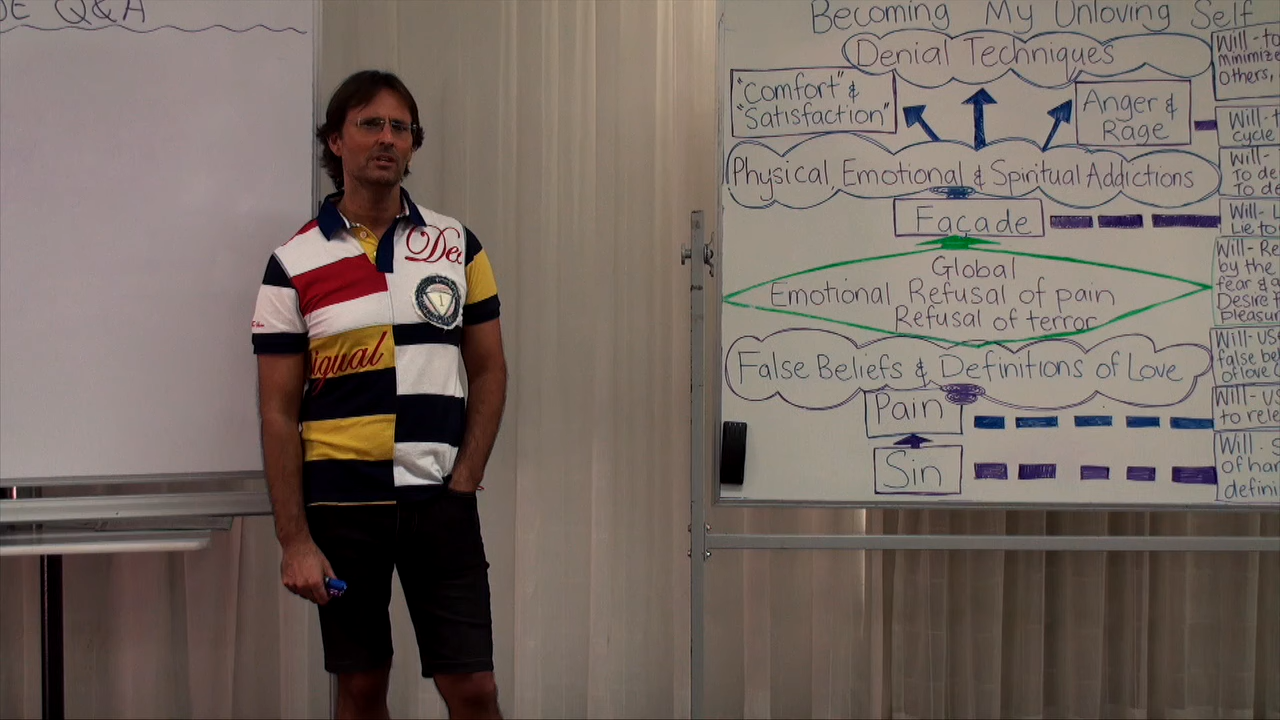 Q&A
Becoming My Unloving Self
Denial Techniques
"Comfort" &
"Satisfaction"
Anger &
Rage
Physical Emotional & Spiritual Addictions
Façade
Global
Emotional Refusal of pain
Refusal of terror
False Beliefs & Definitions of Love
Pain
Sin
Will - to
minimize
others,
Will -
cycle
Will -
To de
To de
Will -
Lie to
Will - Re
by the
fear & 
Desire
pleasur
Will - us
false be
of love
Will - us
to rele
Will - S
of har
defini
De
igual
1